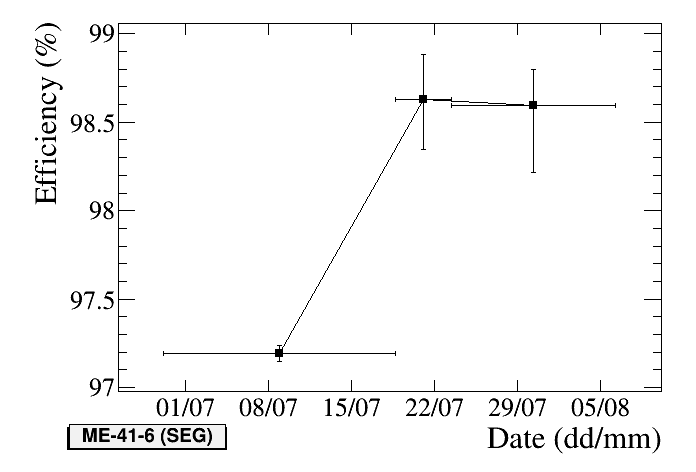 Efficiency (%)
99
98.5
98
97.5
97
01/07 08/07 15/07 22/07 29/07 05/08
ME-41-6 (SEG)
Date (dd/mm)